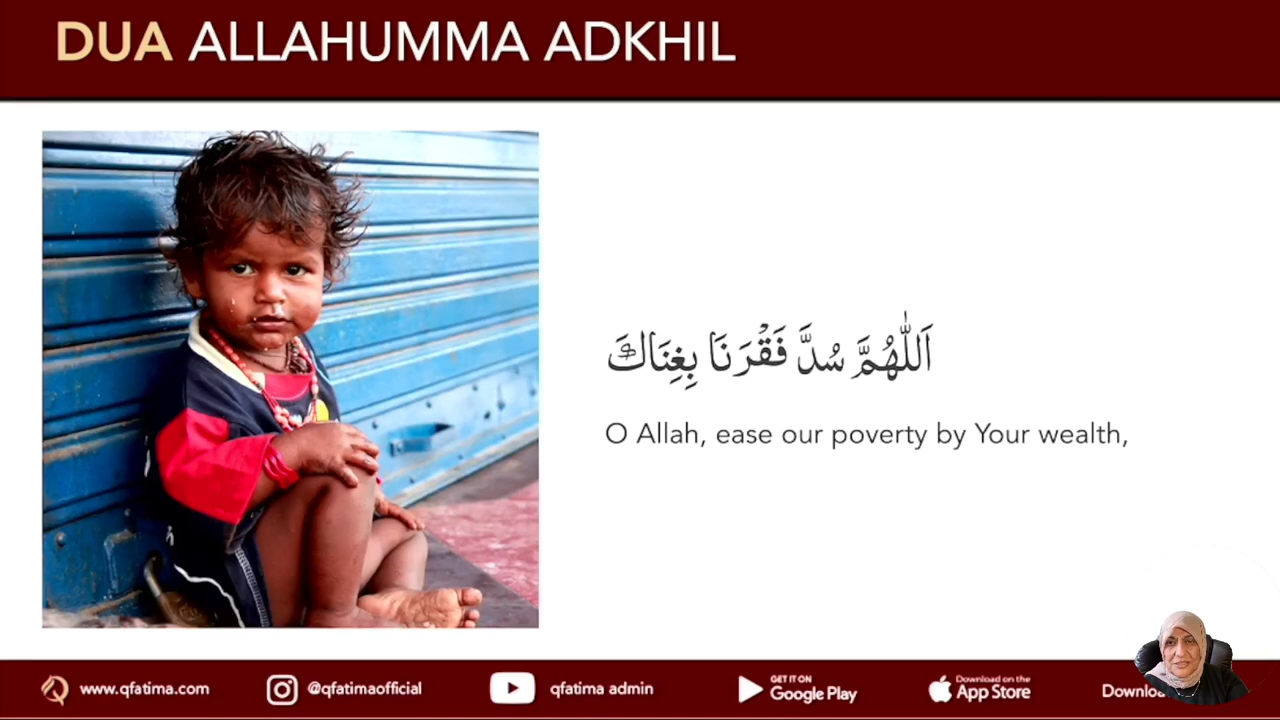 DUA ALLAHUMMA ADKHIL
اَللّٰهُمَّ سُدَّ فَقْرَنَا بِغِنَاكَ
O Allah, ease our poverty by Your wealth,
www.qfatima.com
@qfatimaofficial
qfatima admin
GET IT ON
Google Play
Download on the
App Store